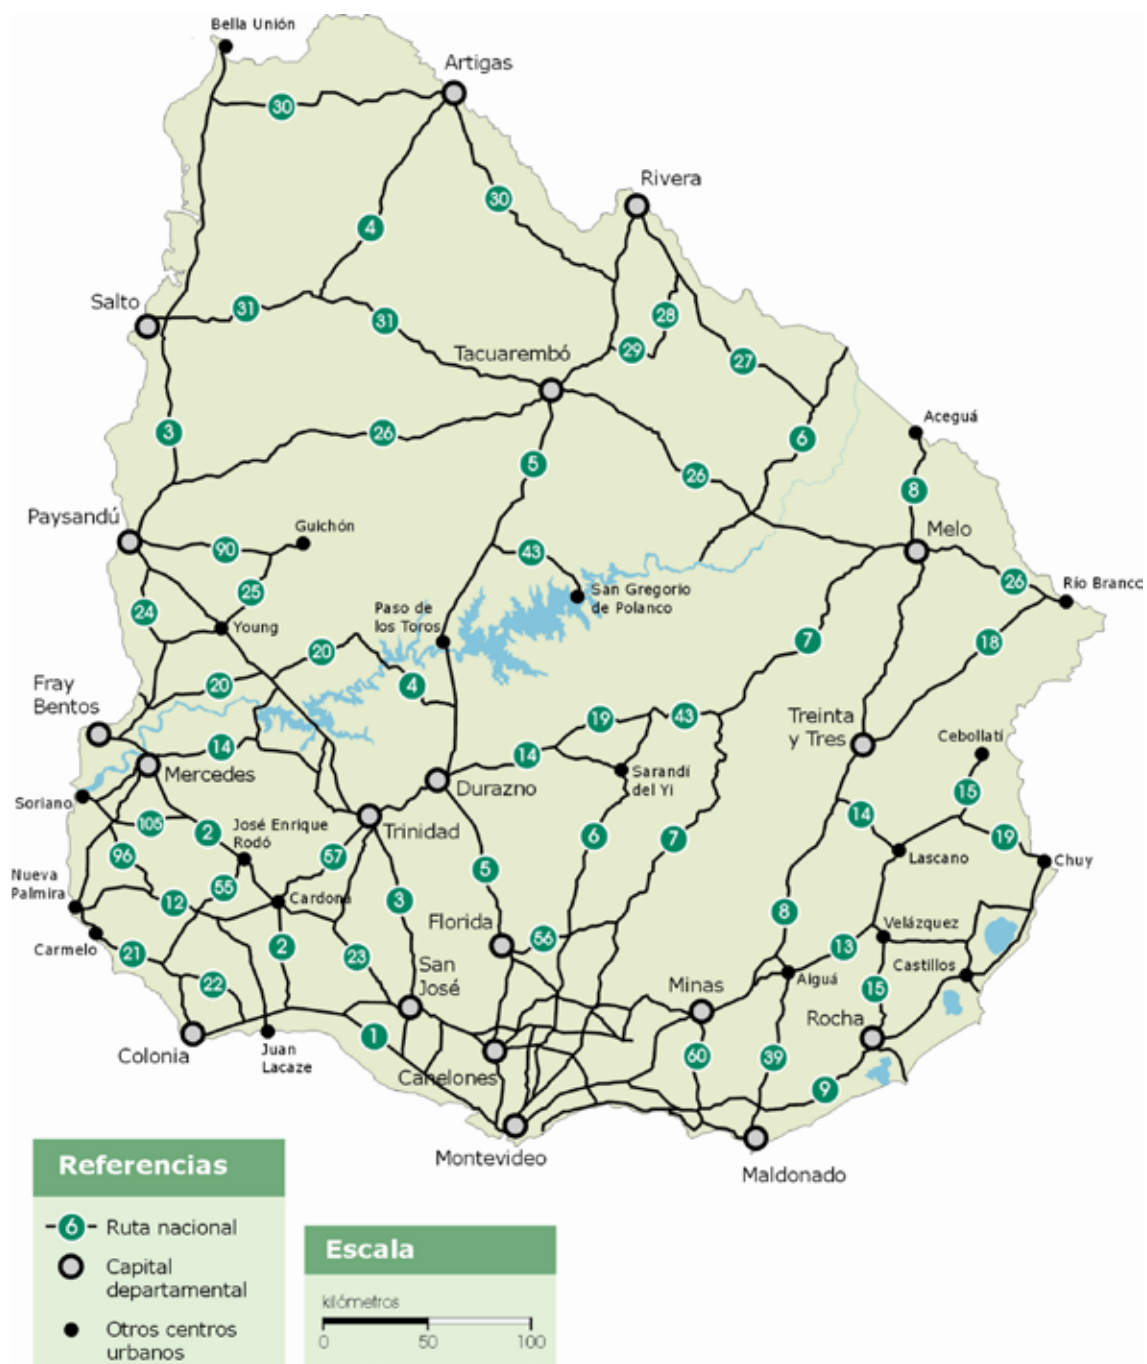 Bella Unión
Artigas
30
Rivera
30
4
Salto
31
31
28
29
Tacuarembó
27
3
26
5
6
Aceguá
26
8
Paysandú
Guichón
90
43
Melo
25
24
San Gregorio
de Polanco
26
Río Branco
Paso de
los Toros
Young
20
7
18
20
4
Fray
Bentos
19
43
Treinta
y Tres
Cebollatí
14
14
Mercedes
Durazno
Sarandí
del Yi
15
Soriano
105
2
José Enrique
Rodó
Trinidad
6
7
14
19
96
57
Lascano
Chuy
Nueva
Palmira
55
5
12
Cardona
3
8
Florida
56
Velázquez
Carmelo
21
2
23
13
22
San
José
Minas
Aiguá
15
Castillos
Rocha
Colonia
Juan
Lacaze
1
Canelones
60
39
9
Montevideo
Maldonado
Referencias
6
Ruta nacional
Capital
departamental
Otros centros
urbanos
Escala
kilómetros
0 50 100